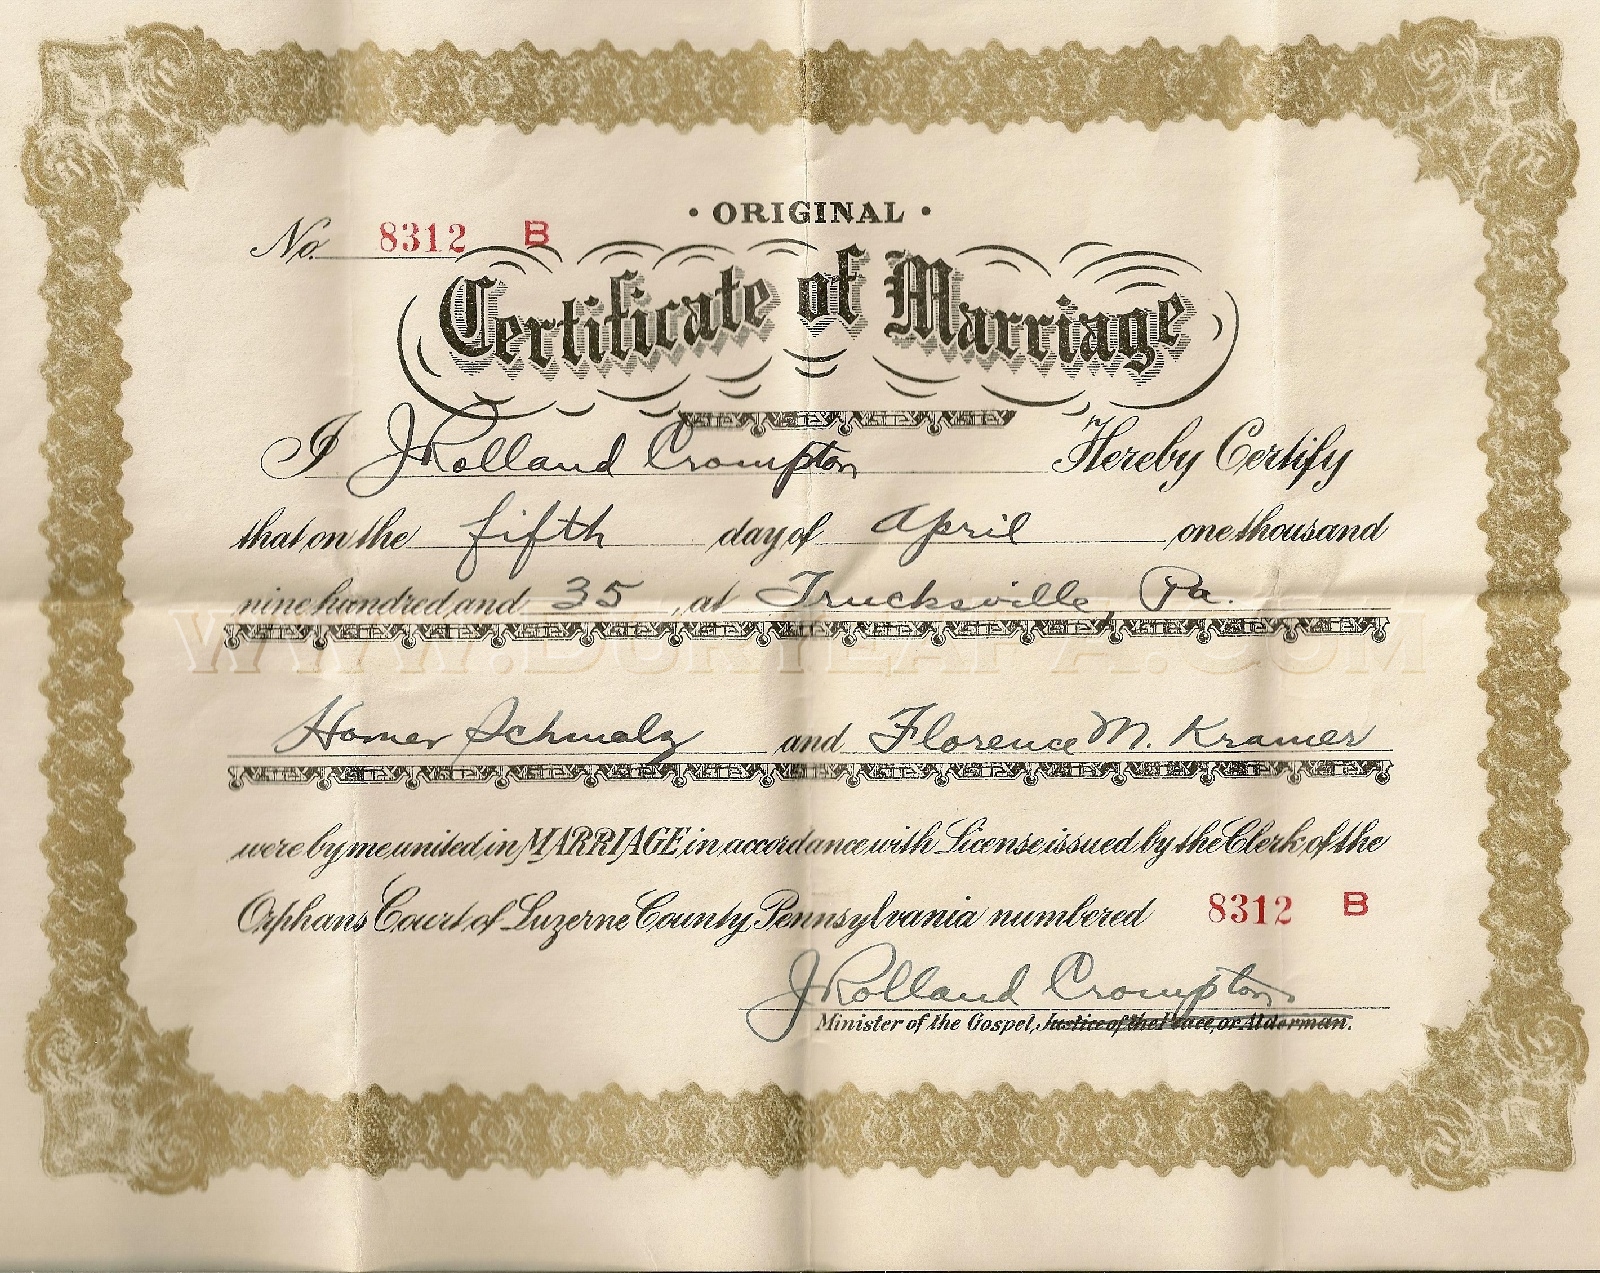 · ORIGINAL ·
No. 8312 B
Certificate of Marriage
I J Rolland Crompton Hereby Certify
that on the fifth day of April one thousand
nine hundred and 35, at Trucksville, Pa.
WWW.DURYEAPA.COM
Homer Schmalz and Florence M. Kramer
were by me united in MARRIAGE, in accordance with License issued by the Clerk of the
Orphans Court of Luzerne County, Pennsylvania numbered 8312 B
J Rolland Crompton
Minister of the Gospel, Justice of the Peace, or Alderman.